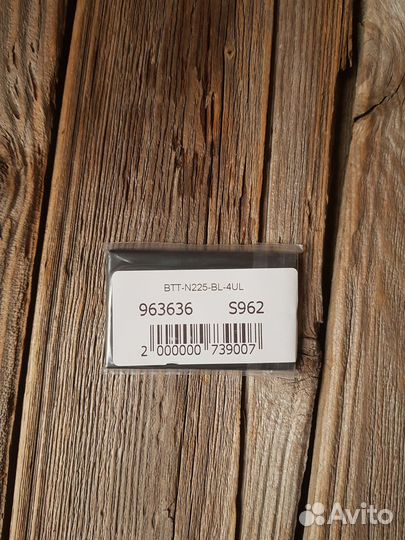 BTT-N225-BL-4UL
963636 S962
2 000000 739007
Avito